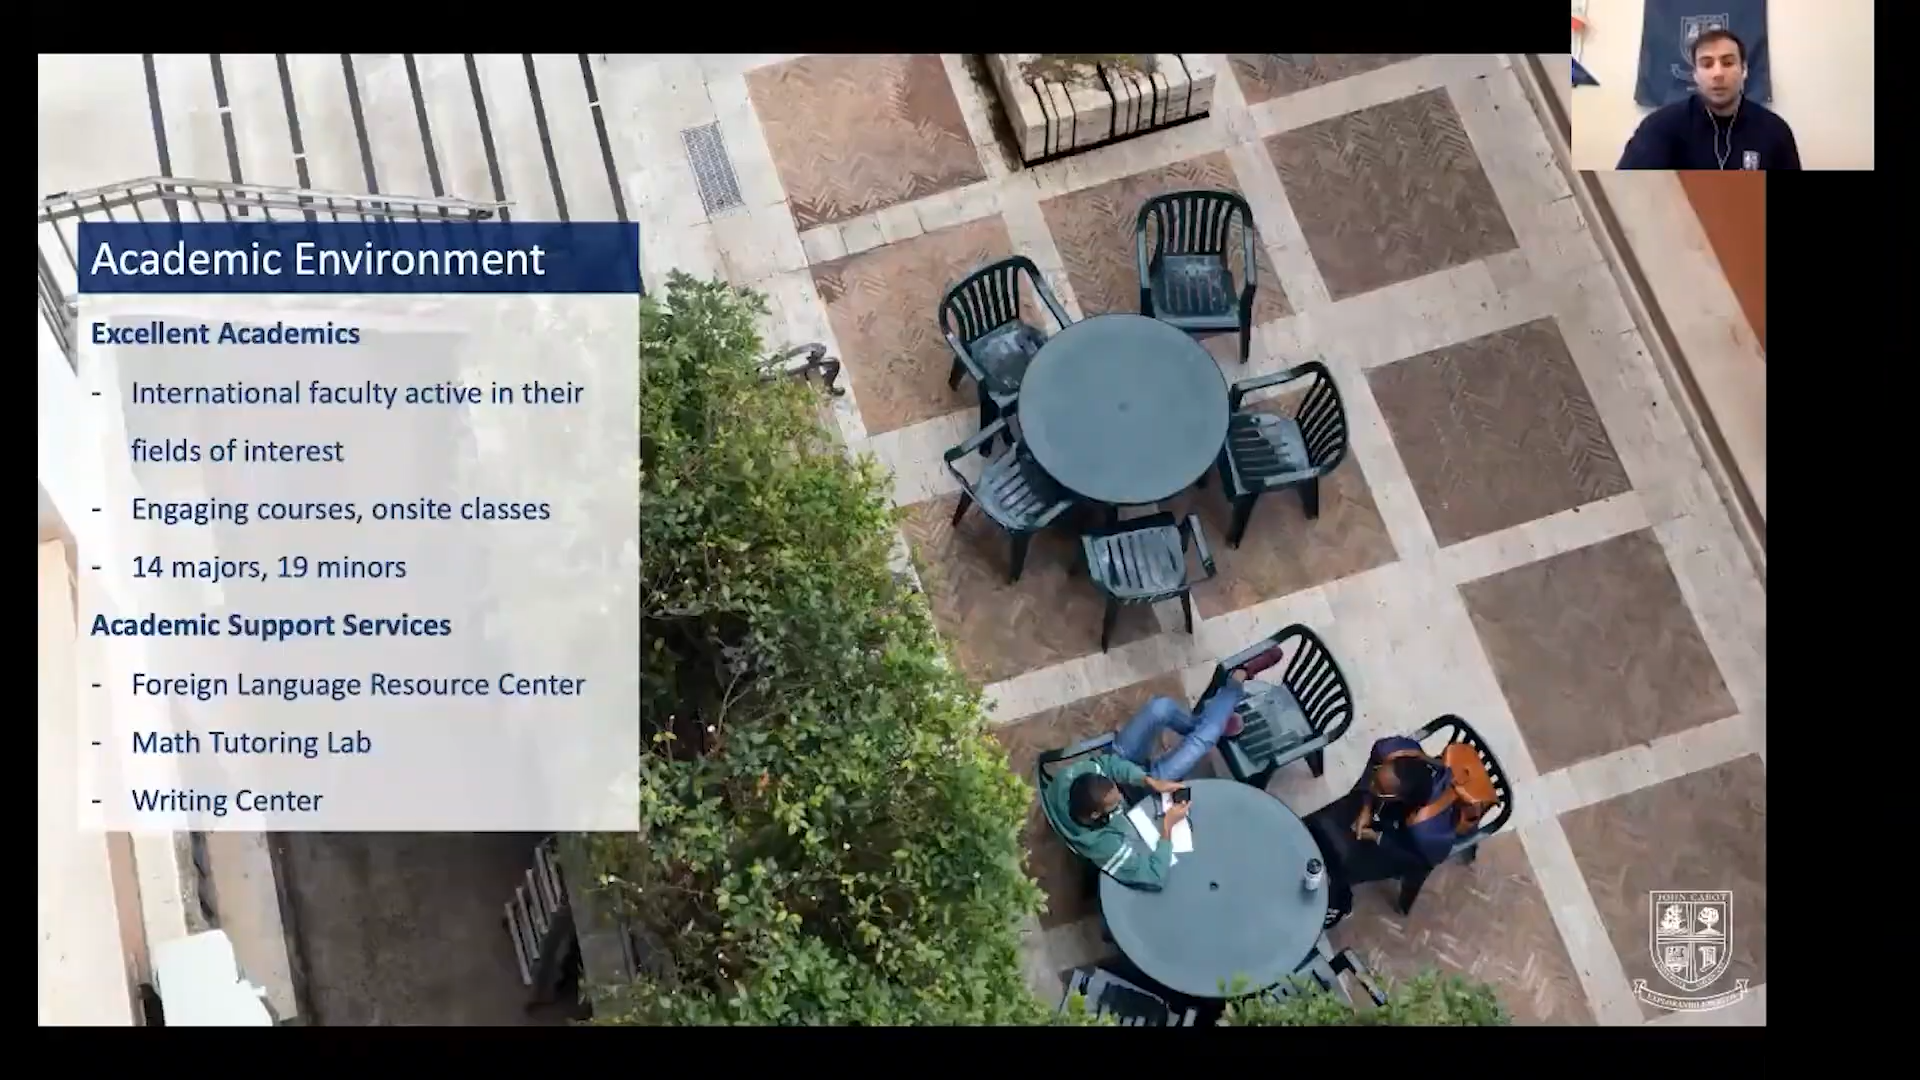 Academic Environment
Excellent Academics
- International faculty active in their
fields of interest
- Engaging courses, onsite classes
- 14 majors, 19 minors
Academic Support Services
- Foreign Language Resource Center
- Math Tutoring Lab
- Writing Center
JOHN CABOT